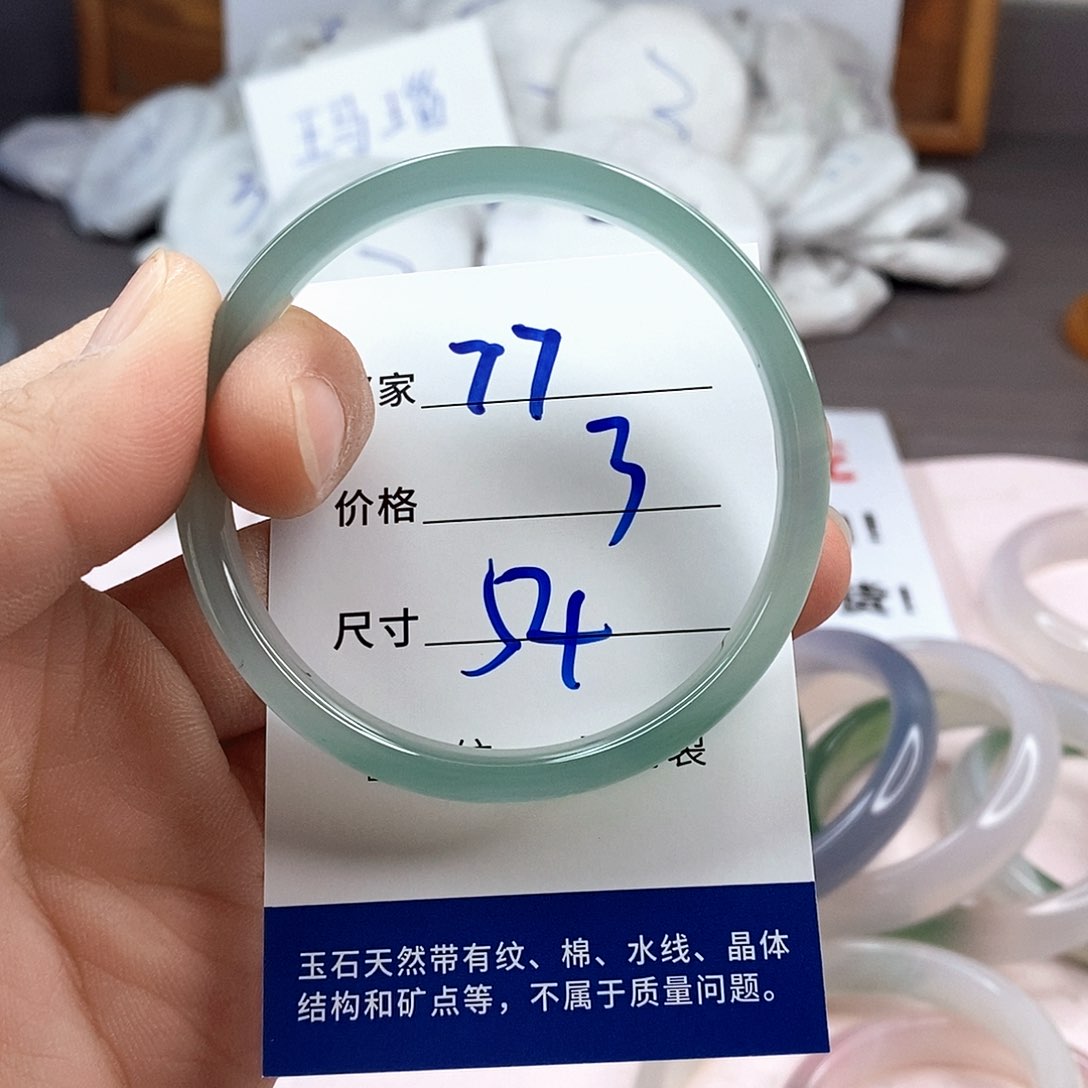 玛瑙
家 77
3
价格
尺寸 54
裂
玉石天然带有纹、棉、水线、晶体
结构和矿点等，不属于质量问题。